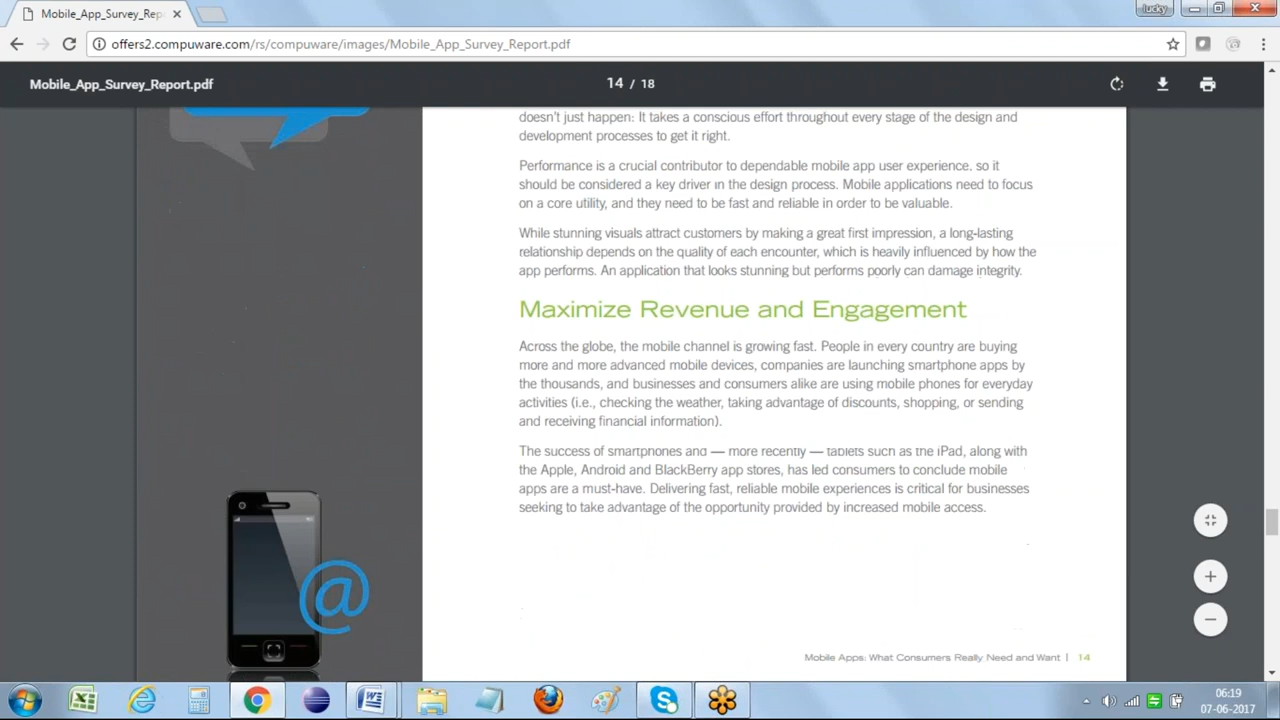 Mobile_App_Survey_Rep
lucky
offers2.compuware.com/rs/compuware/images/Mobile_App_Survey_Report.pdf
Mobile_App_Survey_Report.pdf
14 / 18
doesn't just happen: It takes a conscious effort throughout every stage of the design and
development processes to get it right.
Performance is a crucial contributor to dependable mobile app user experience. so it
should be considered a key driver in the design process. Mobile applications need to focus
on a core utility, and they need to be fast and reliable in order to be valuable.
While stunning visuals attract customers by making a great first impression, a long-lasting
relationship depends on the quality of each encounter, which is heavily influenced by how the
app performs. An application that looks stunning but performs poorly can damage integrity.
Maximize Revenue and Engagement
Across the globe, the mobile channel is growing fast. People in every country are buying
more and more advanced mobile devices, companies are launching smartphone apps by
the thousands, and businesses and consumers alike are using mobile phones for everyday
activities (i.e., checking the weather, taking advantage of discounts, shopping, or sending
and receiving financial information).
The success of smartphones and — more recently — tablets such as the iPad, along with
the Apple, Android and BlackBerry app stores, has led consumers to conclude mobile
apps are a must-have. Delivering fast, reliable mobile experiences is critical for businesses
seeking to take advantage of the opportunity provided by increased mobile access.
@
Mobile Apps: What Consumers Really Need and Want | 14
06:19
07-06-2017